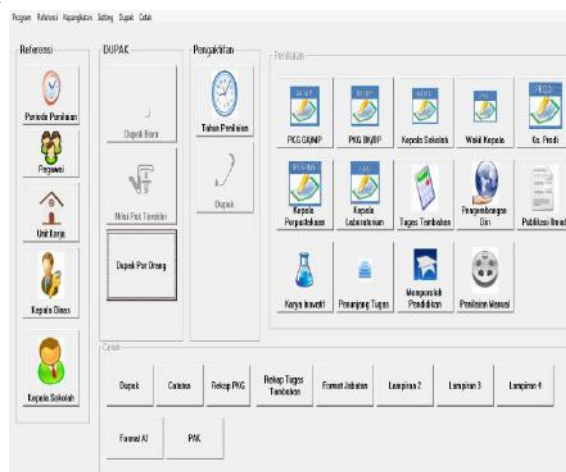 Program Referensi Kepangkatan Setting Dupak Cetak
Referensi
Periode Penilaian
Pegawai
Unit Kerja
Kepala Dinas
Kepala Sekolah
DUPAK
Dupak Baru
Nilai Pak Terakhir
Dupak Per Orang
Pengaktifan
Tahun Penilaian
Dupak
Penilaian
PKG GK/MP
PKG BK/BP
Kepala Sekolah
Wakil Kepala
Ka. Prodi
Kepala
Perpustakaan
Kepala
Laboratorium
Tugas Tambahan
Pengembangan
Diri
Publikasi Ilmiah
Karya Inovatif
Penunjang Tugas
Memperoleh
Pendidikan
Penilaian Manual
Cetak
Dupak
Catatan
Rekap PKG
Rekap Tugas
Tambahan
Format Jabatan
Lampiran 2
Lampiran 3
Lampiran 4
Format A1
PAK